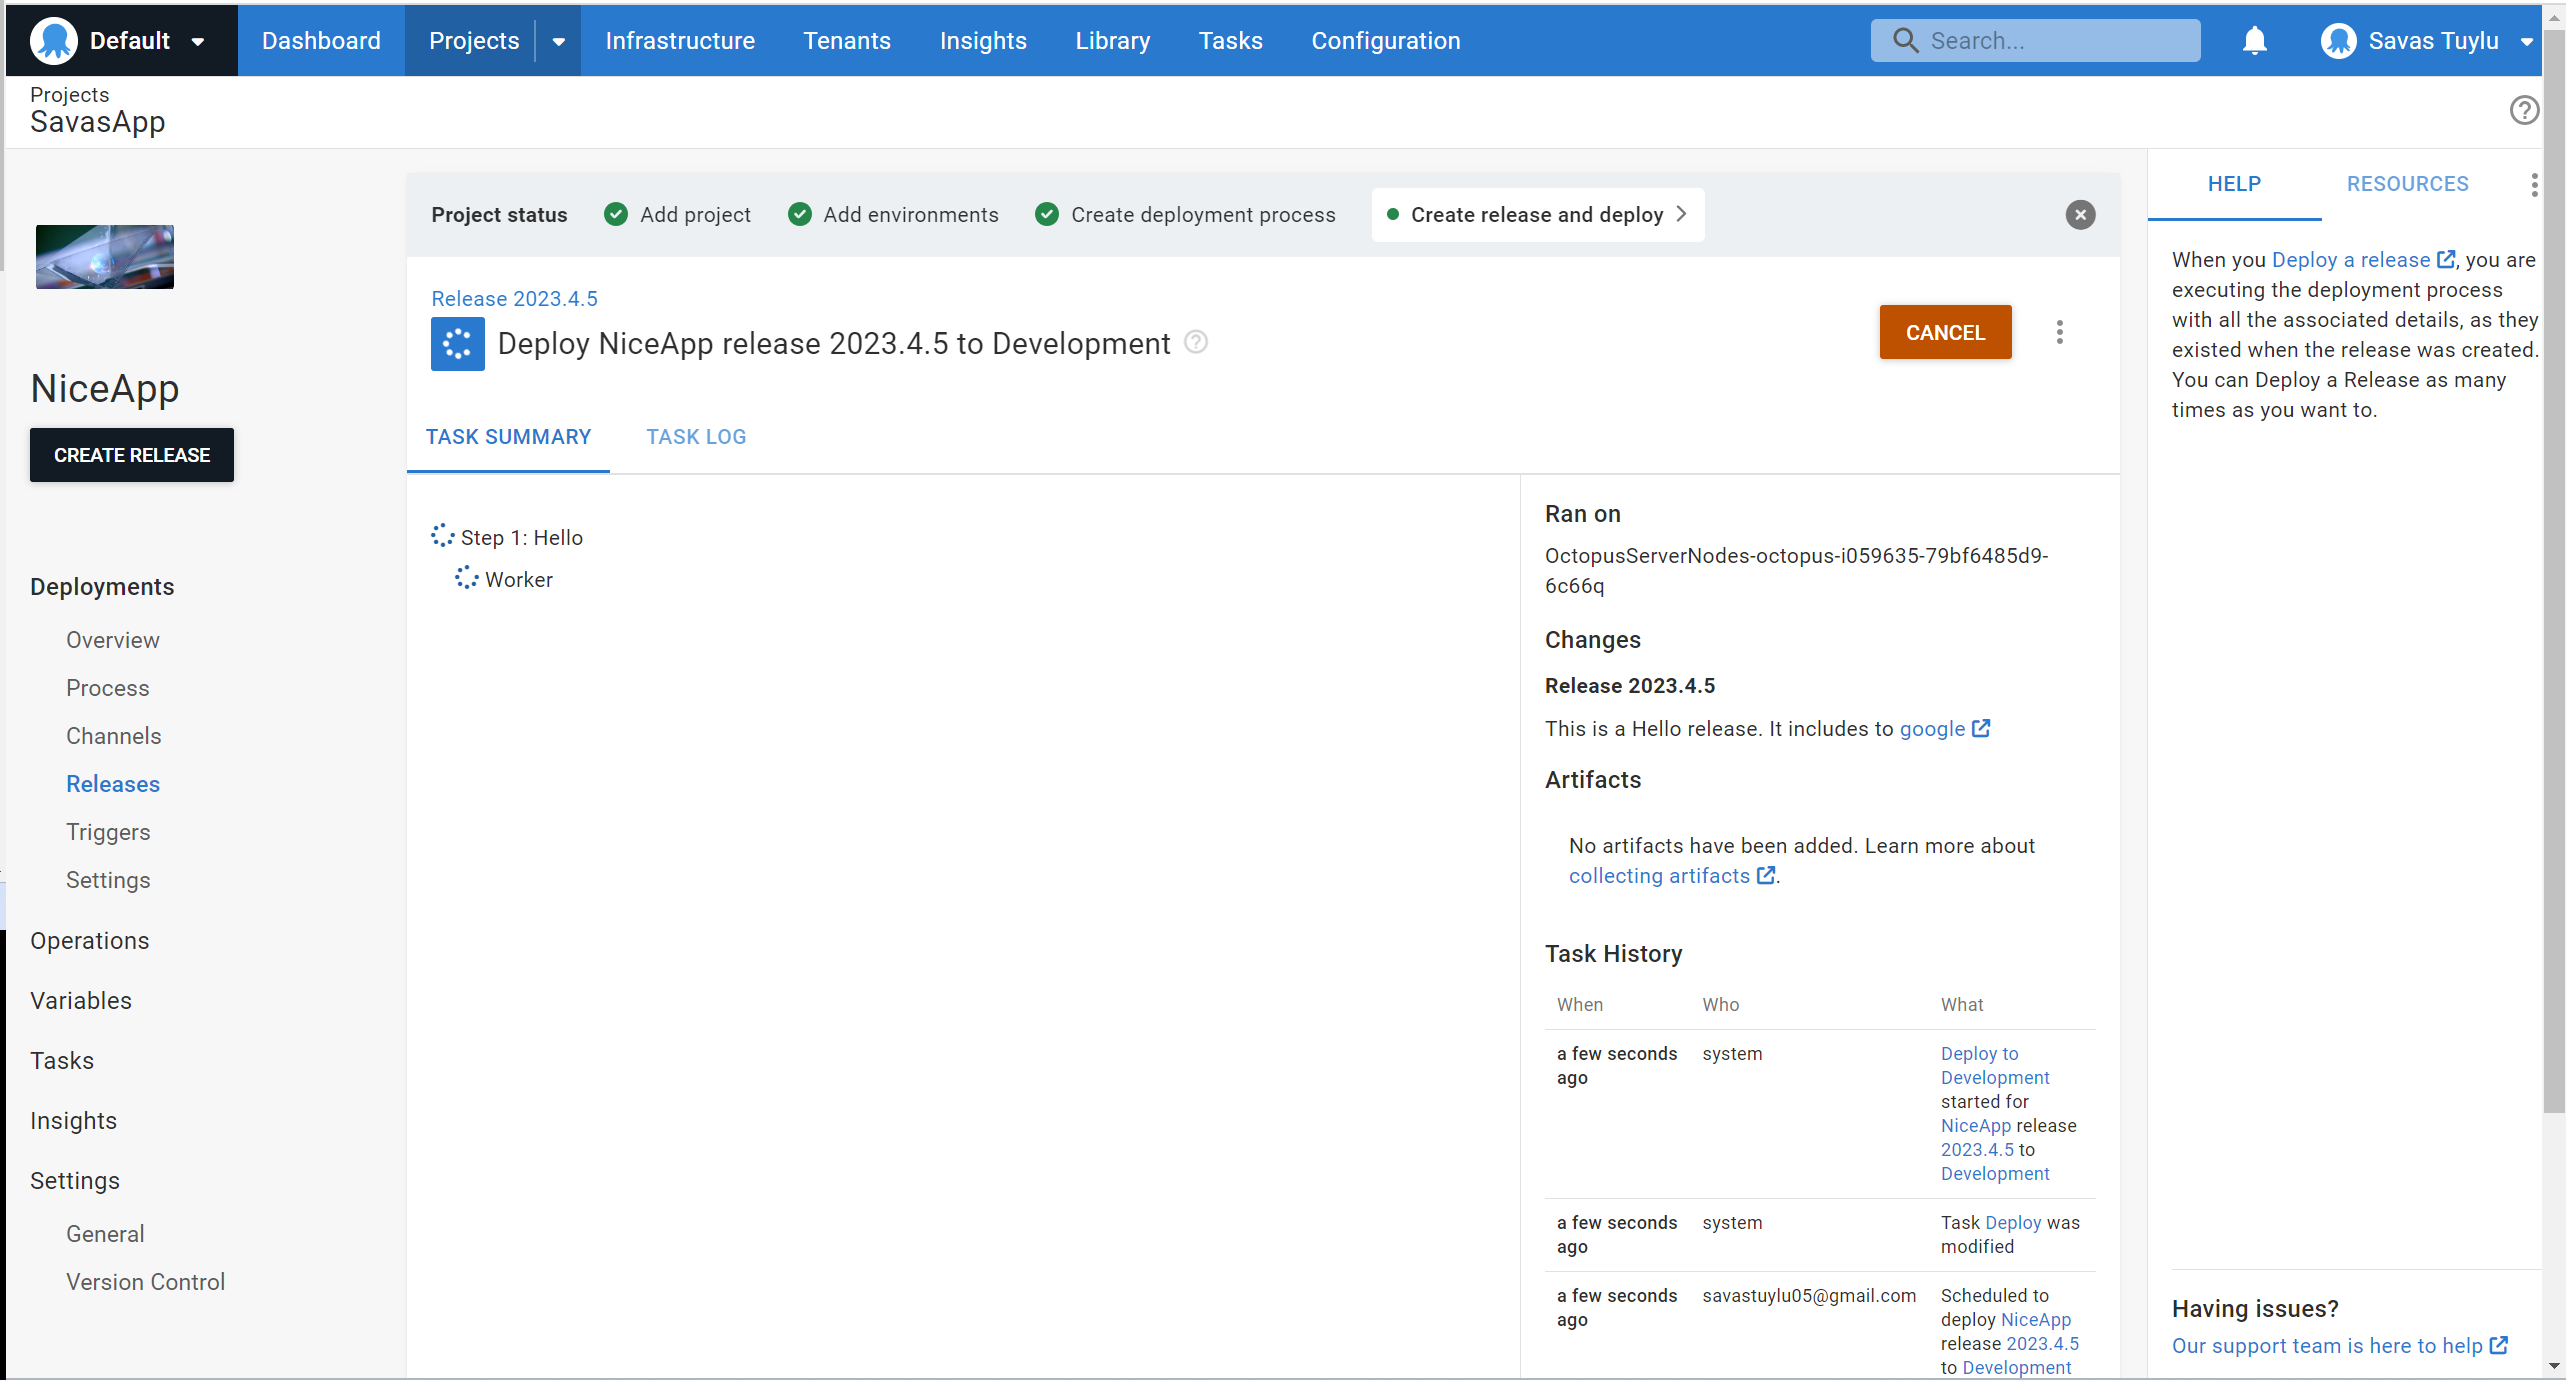 Default
Dashboard
Projects
Infrastructure
Tenants
Insights
Library
Tasks
Configuration
Search...
Savas Tuylu
Projects
SavasApp
NiceApp
CREATE RELEASE
Deployments
Overview
Process
Channels
Releases
Triggers
Settings
Operations
Variables
Tasks
Insights
Settings
General
Version Control
Project status
Add project
Add environments
Create deployment process
Create release and deploy
Release 2023.4.5
Deploy NiceApp release 2023.4.5 to Development
CANCEL
TASK SUMMARY
TASK LOG
Step 1: Hello
Worker
Ran on
OctopusServerNodes-octopus-i059635-79bf6485d9-
6c66q
Changes
Release 2023.4.5
This is a Hello release. It includes to google
Artifacts
No artifacts have been added. Learn more about
collecting artifacts .
Task History
When Who What
a few seconds
ago
system
Deploy to
Development
started for
NiceApp release
2023.4.5 to
Development
a few seconds
ago
system
Task Deploy was
modified
a few seconds
ago
savastuylu05@gmail.com
Scheduled to
deploy NiceApp
release 2023.4.5
to Development
HELP
RESOURCES
When you Deploy a release , you are
executing the deployment process
with all the associated details, as they
existed when the release was created.
You can Deploy a Release as many
times as you want to.
Having issues?
Our support team is here to help